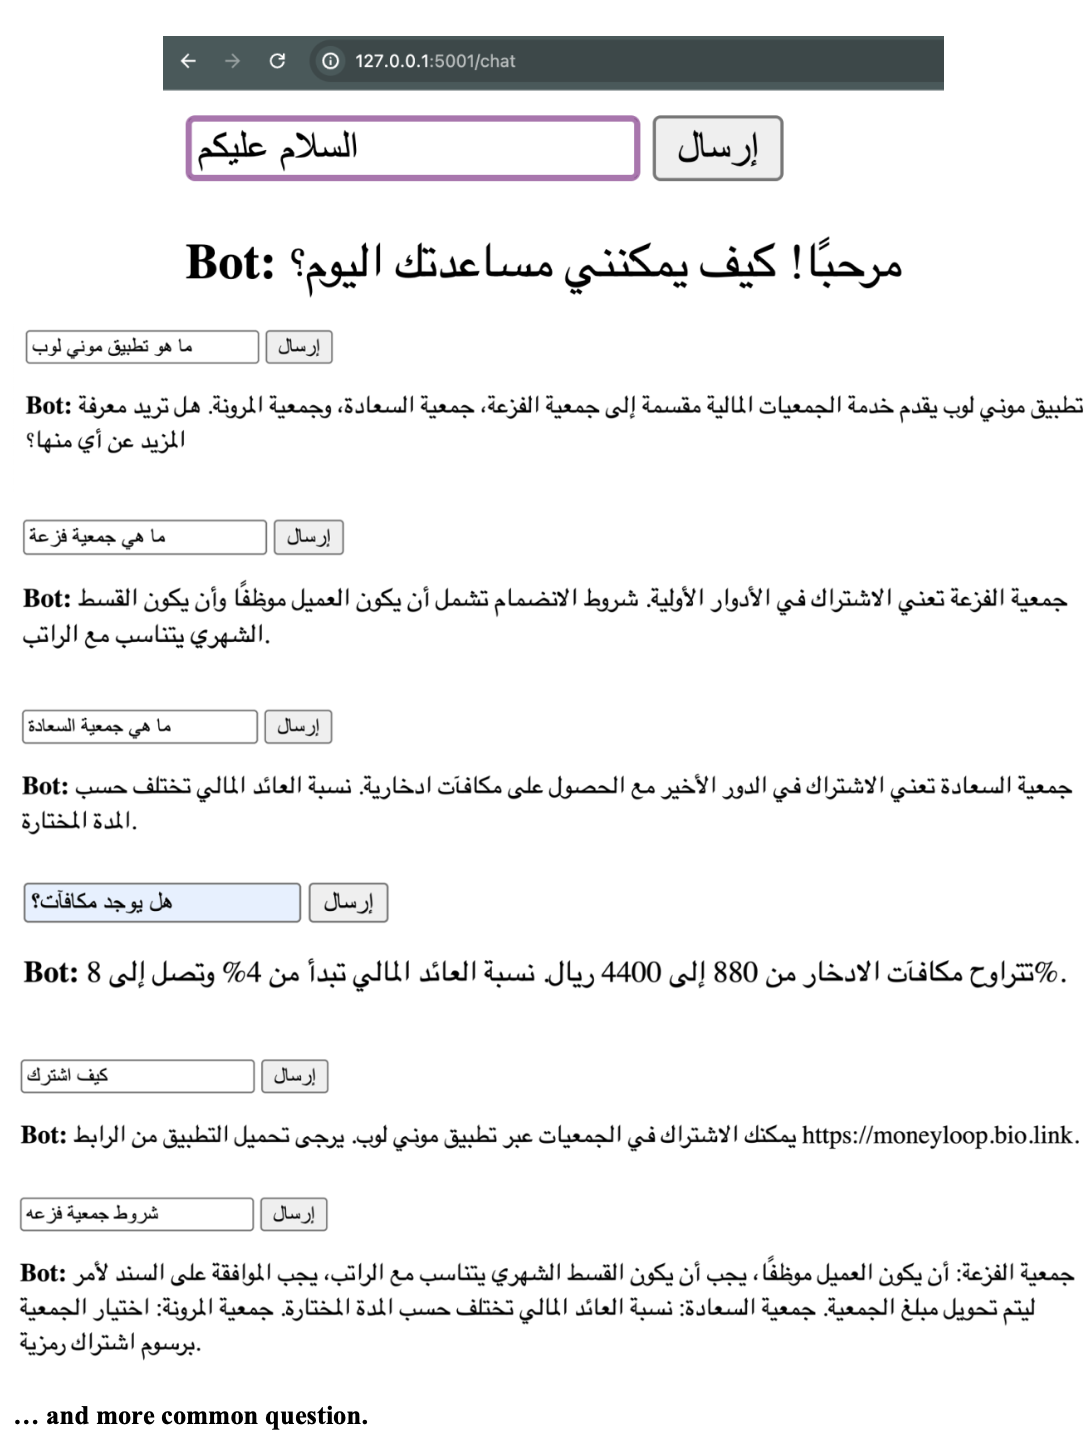 127.0.0.1:5001/chat
السلام عليكم
إرسال
Bot: مرحبًا! كيف يمكنني مساعدتك اليوم؟
ما هو تطبيق موني لوب
إرسال
Bot: تطبيق موني لوب يقدم خدمة الجمعيات المالية مقسمة إلى جمعية الفزعة، جمعية السعادة، وجمعية المرونة. هل تريد معرفة
المزيد عن أي منها؟
ما هي جمعية فزعة
إرسال
Bot: جمعية الفزعة تعني الاشتراك في الأدوار الأولية. شروط الانضمام تشمل أن يكون العميل موظفًا وأن يكون القسط
الشهري يتناسب مع الراتب.
ما هي جمعية السعادة
إرسال
Bot: جمعية السعادة تعني الاشتراك في الدور الأخير مع الحصول على مكافآت ادخارية. نسبة العائد المالي تختلف حسب
المدة المختارة.
هل يوجد مكافآت؟
إرسال
Bot: تتراوح مكافآت الادخار من 880 إلى 4400 ريال. نسبة العائد المالي تبدأ من 4% وتصل إلى 8%.
كيف اشترك
إرسال
Bot: يمكنك الاشتراك في الجمعيات عبر تطبيق موني لوب. يرجى تحميل التطبيق من الرابط https://moneyloop.bio.link.
شروط جمعية فزعه
إرسال
Bot: جمعية الفزعة: أن يكون العميل موظفًا، يجب أن يكون القسط الشهري يتناسب مع الراتب، يجب الموافقة على السند لأمر
ليتم تحويل مبلغ الجمعية. جمعية السعادة: نسبة العائد المالي تختلف حسب المدة المختارة. جمعية المرونة: اختيار الجمعية
برسوم اشتراك رمزية.
… and more common question.